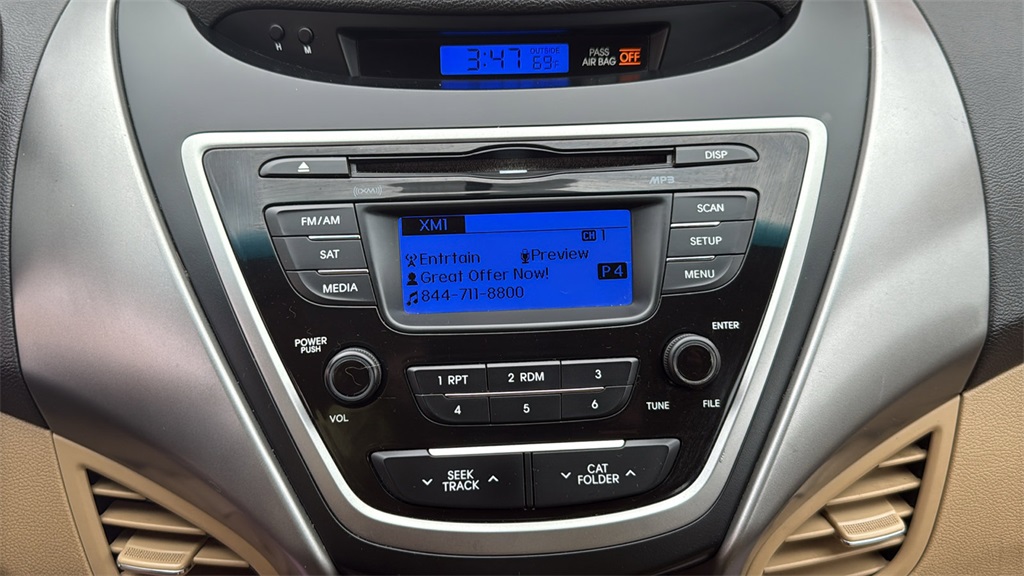 H M
3:47 OUTSIDE 69F
PASS AIR BAG OFF
DISP
((XM))
MP3
FM/AM
SAT
MEDIA
XM1
CH 1
Entrtain Preview
Great Offer Now! P4
844-711-8800
SCAN
SETUP
MENU
POWER
PUSH
VOL
ENTER
TUNE FILE
1 RPT 2 RDM 3
4 5 6
SEEK
TRACK
CAT
FOLDER